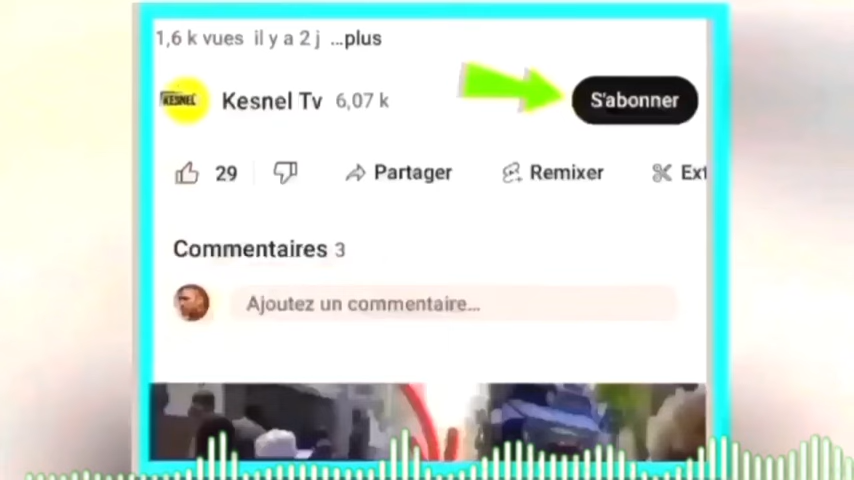 1,6 k vues il y a 2 j ...plus
KESNEL Kesnel Tv 6,07 k S'abonner
29 Partager Remixer Ext
Commentaires 3
Ajoutez un commentaire...